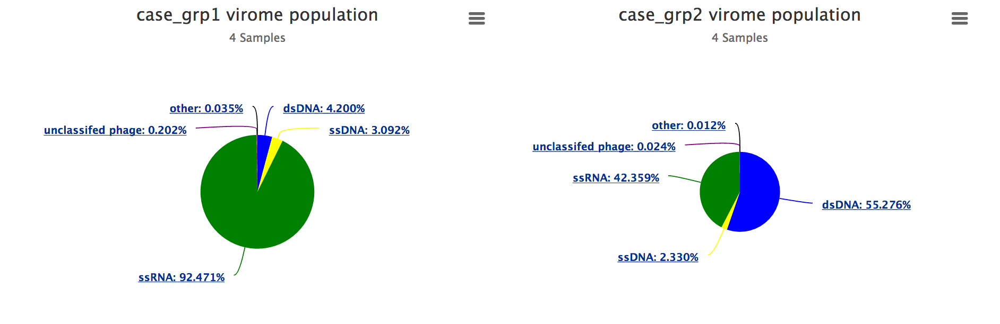 case_grp1 virome population
4 Samples
other: 0.035%
dsDNA: 4.200%
unclassifed phage: 0.202%
ssDNA: 3.092%
ssRNA: 92.471%
case_grp2 virome population
4 Samples
other: 0.012%
unclassifed phage: 0.024%
ssRNA: 42.359%
dsDNA: 55.276%
ssDNA: 2.330%